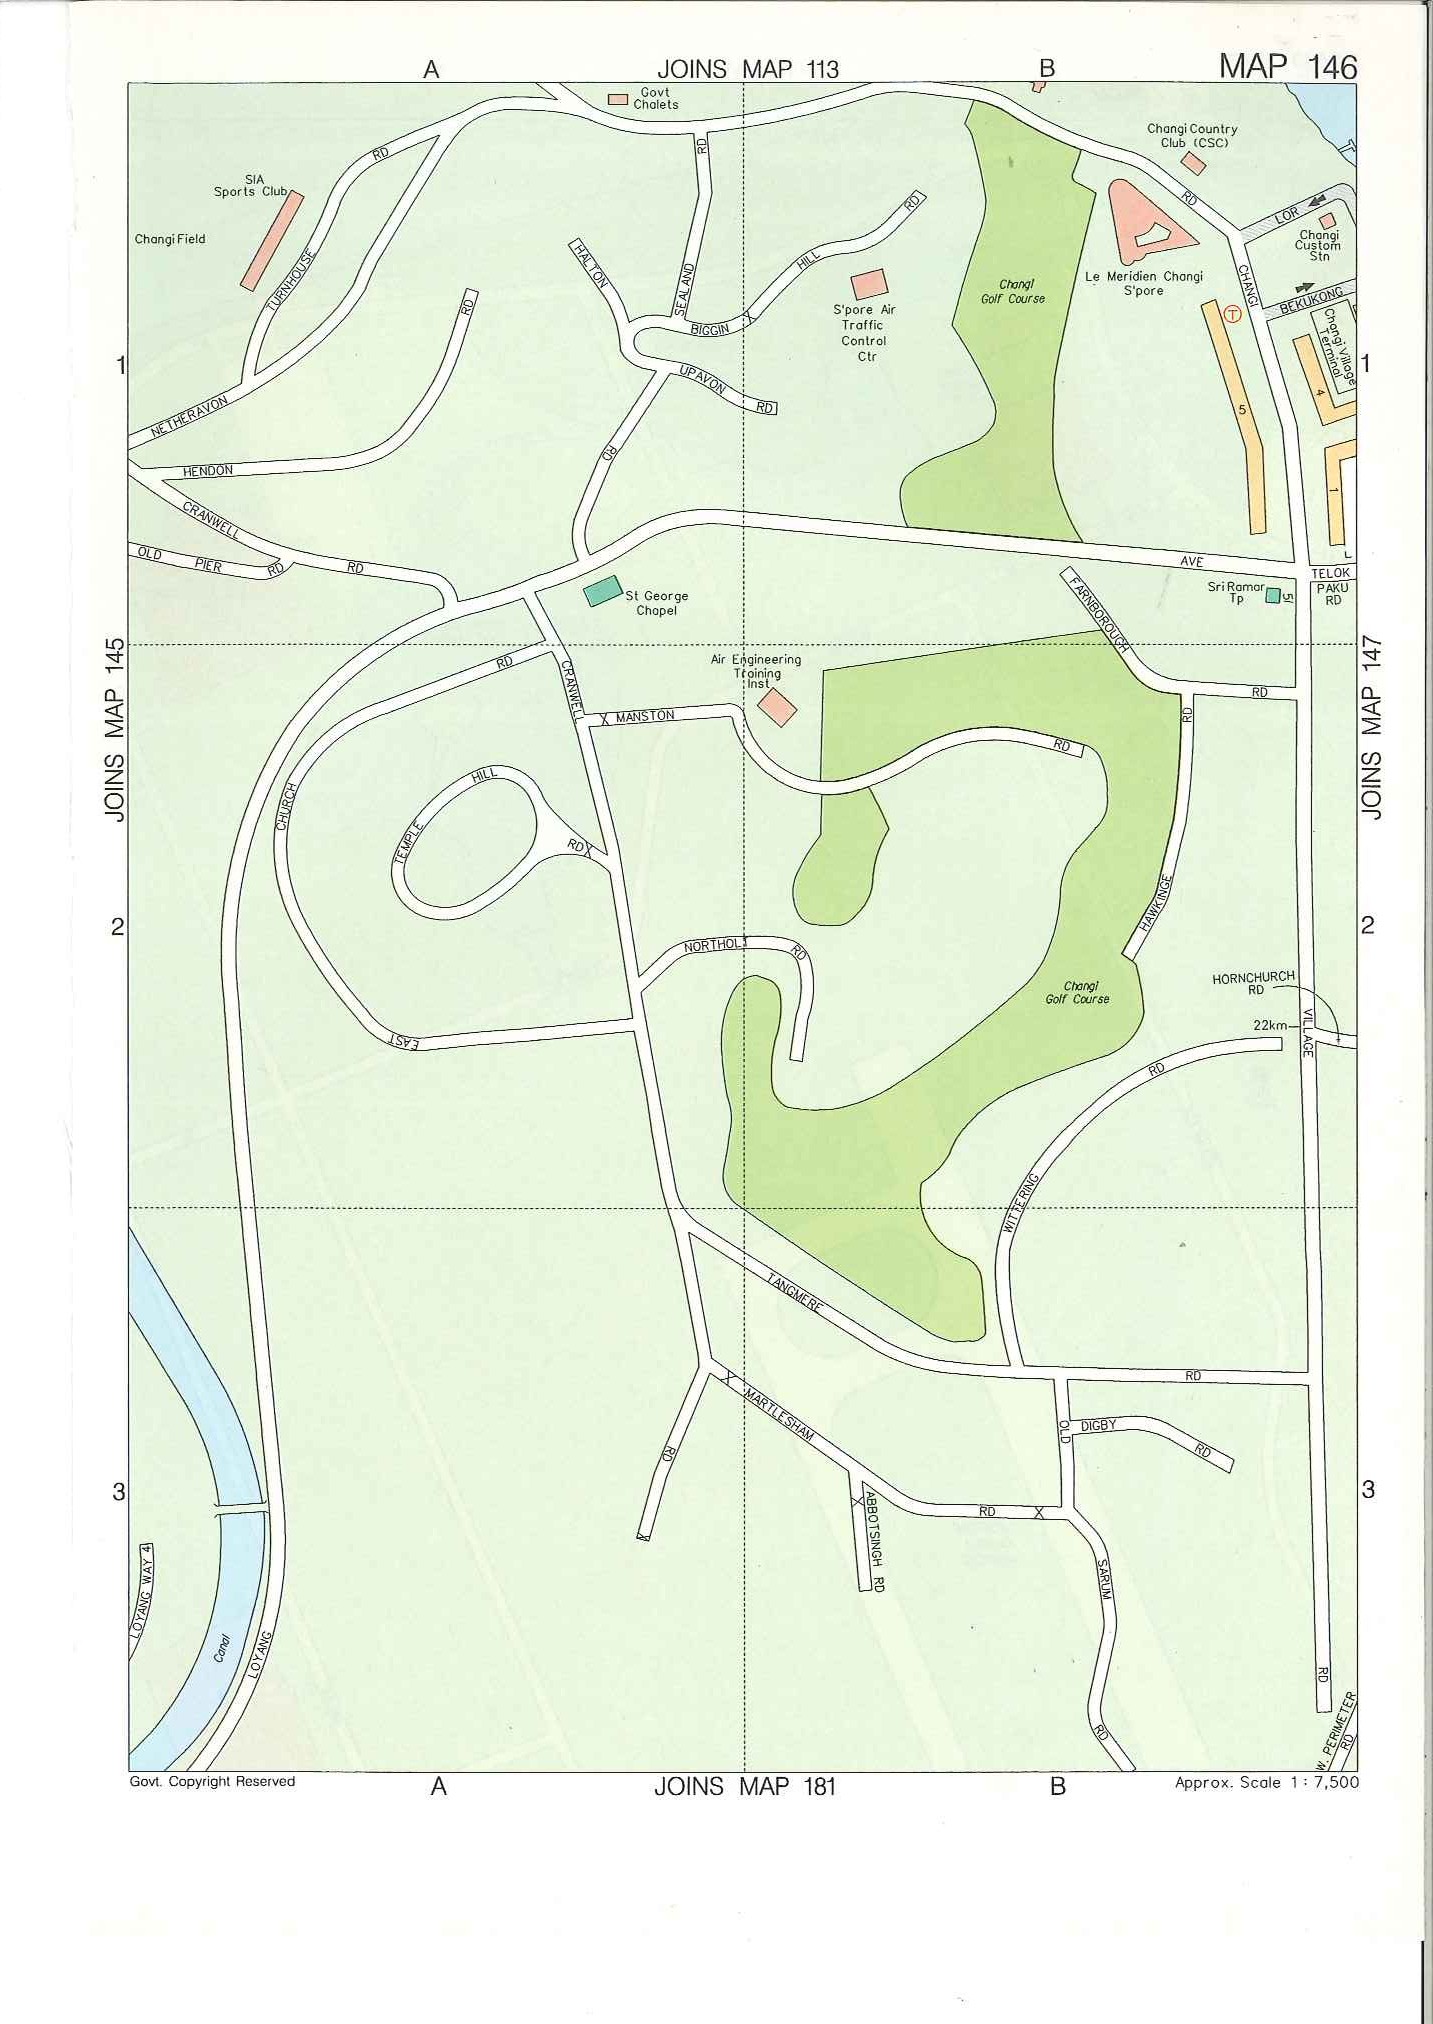 A
JOINS MAP 113
B
MAP 146
Govt
Chalets
Changi Country
Club (CSC)
RD
RD
SIA
Sports Club
Changi Field
TURNHOUSE
HALTON
SEALAND
HILL
RD
RD
LOR
Changi
Custom
Stn
Le Meridien Changi
S'pore
Changi
Golf Course
CHANGI
BEKUKONG
T
Changi Village
Terminal
S'pore Air
Traffic
Control
Ctr
BIGGIN
RD
1
1
UPAVON
RD
NETHERAVON
4
5
RD
HENDON
1
CRANWELL
OLD
PIER
RD
RD
AVE
TELOK
PAKU
RD
St George
Chapel
Sri Ramar
Tp
51
FARNBOROUGH
JOINS MAP 145
JOINS MAP 147
RD
CRANWELL
Air Engineering
Training
Inst
RD
MANSTON
RD
RD
CHURCH
HILL
TEMPLE
RD
2
2
HAWKINGE
NORTHOLT
RD
Changi
Golf Course
HORNCHURCH
RD
22km
VILLAGE
EAST
RD
WITTERING
TANGMERE
RD
MARTLESHAM
OLD
DIGBY
RD
RD
3
3
ABBOTSINGH RD
RD
LOYANG WAY 4
SARUM
Canal
LOYANG
RD
RD
W. PERIMETER
RD
Govt. Copyright Reserved
A
JOINS MAP 181
B
Approx. Scale 1 : 7,500